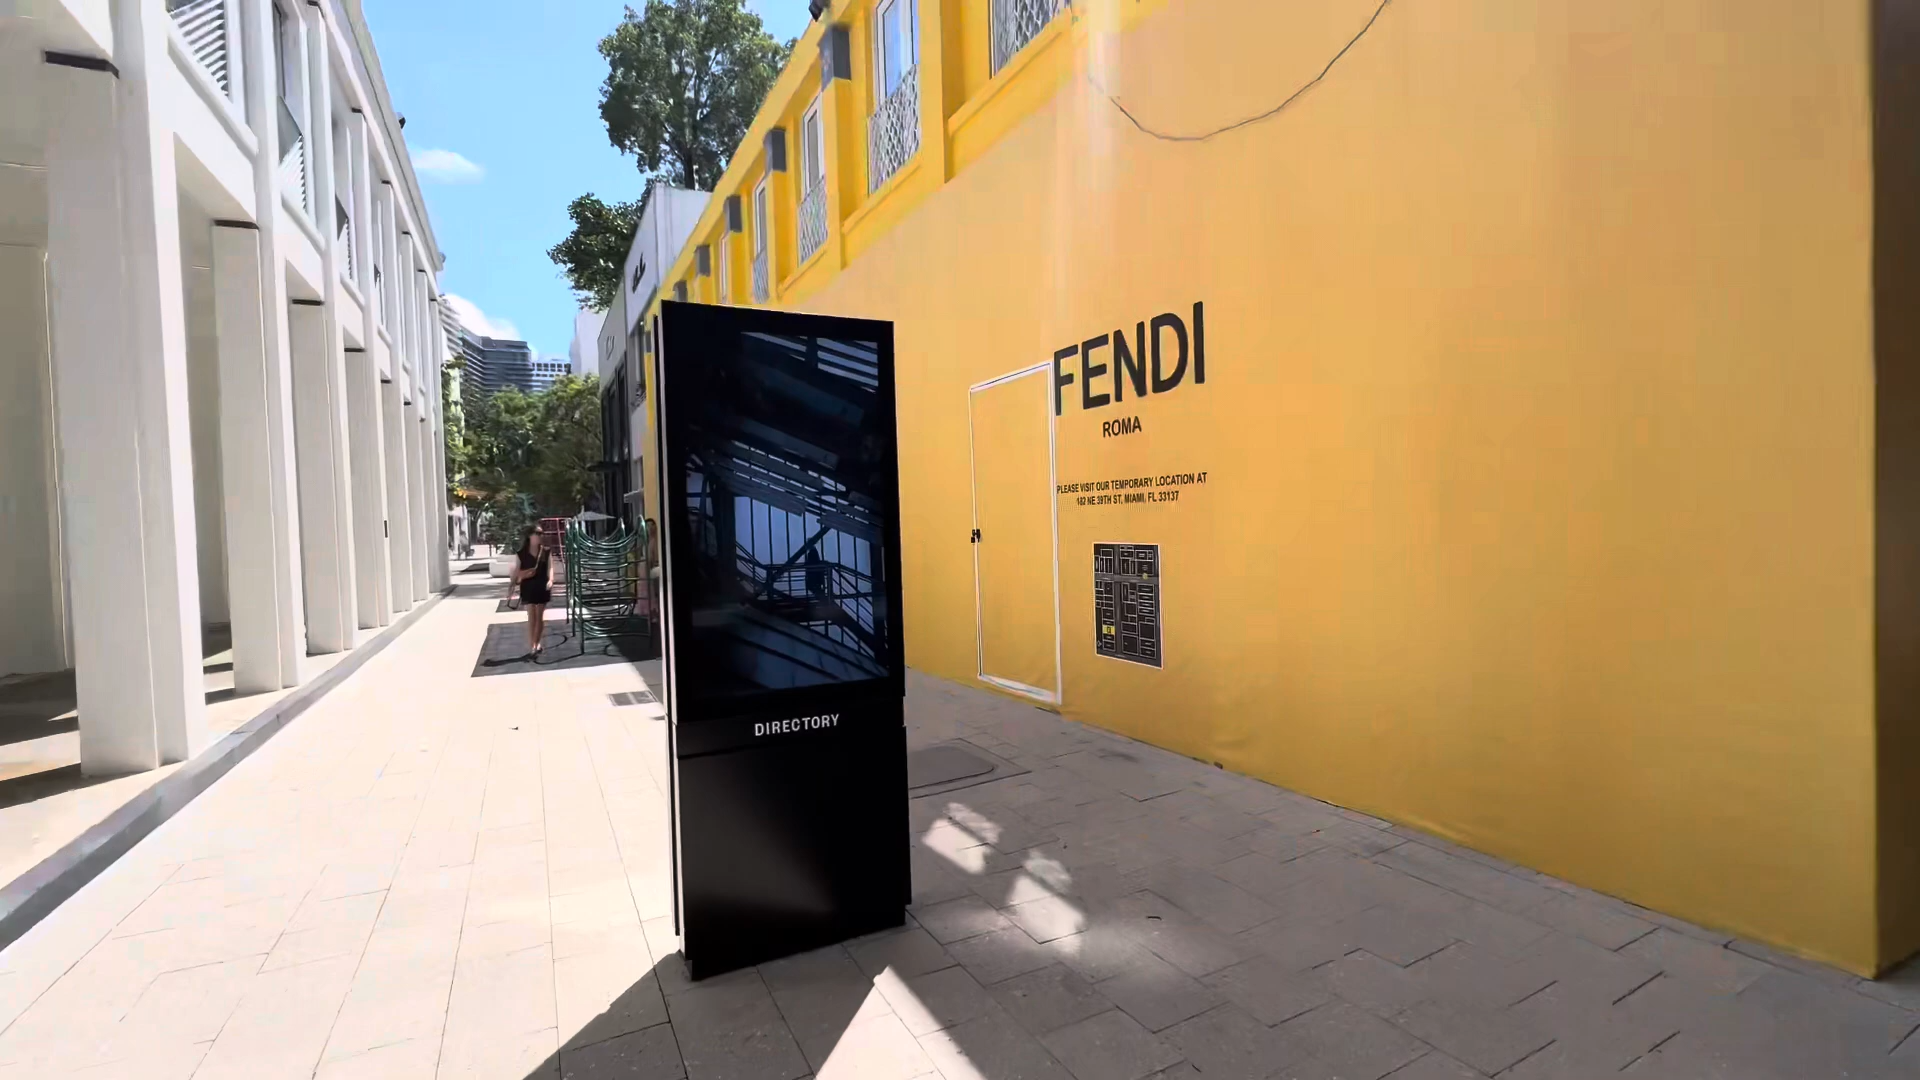 FENDI
ROMA
PLEASE VISIT OUR TEMPORARY LOCATION AT
182 NE 39TH ST, MIAMI, FL 33137
DIRECTORY